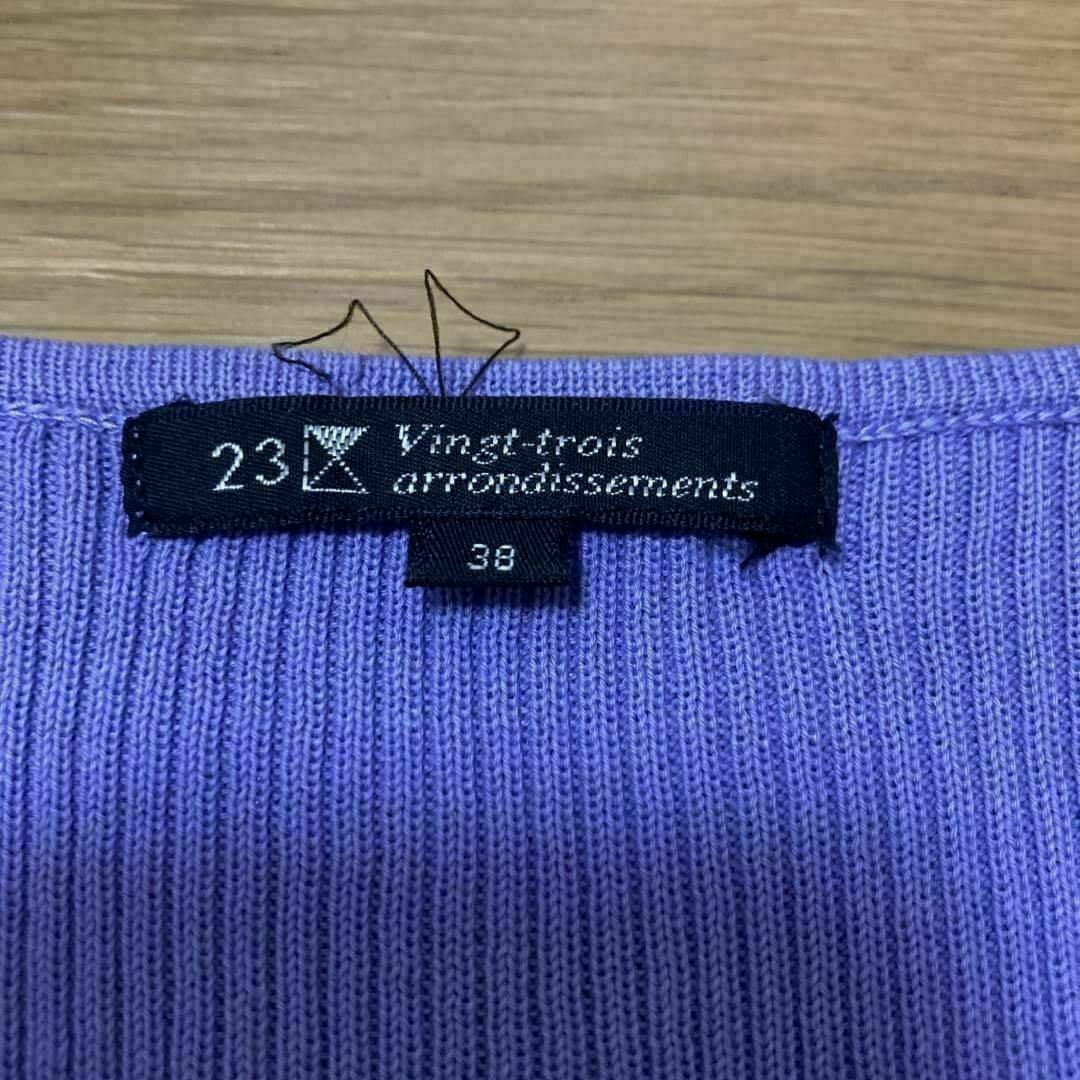 23 Vingt-trois
arrondissements
38